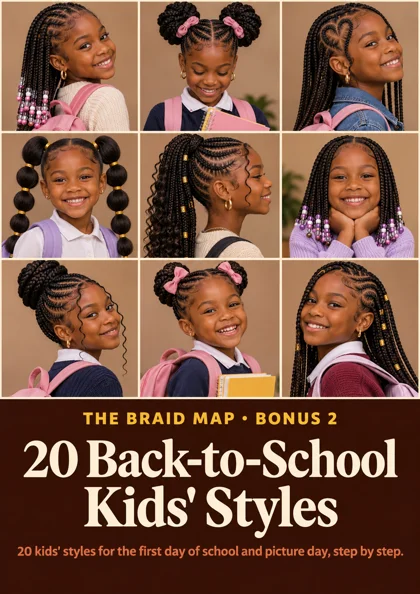 THE BRAID MAP • BONUS 2
20 Back-to-School
Kids' Styles
20 kids' styles for the first day of school and picture day, step by step.